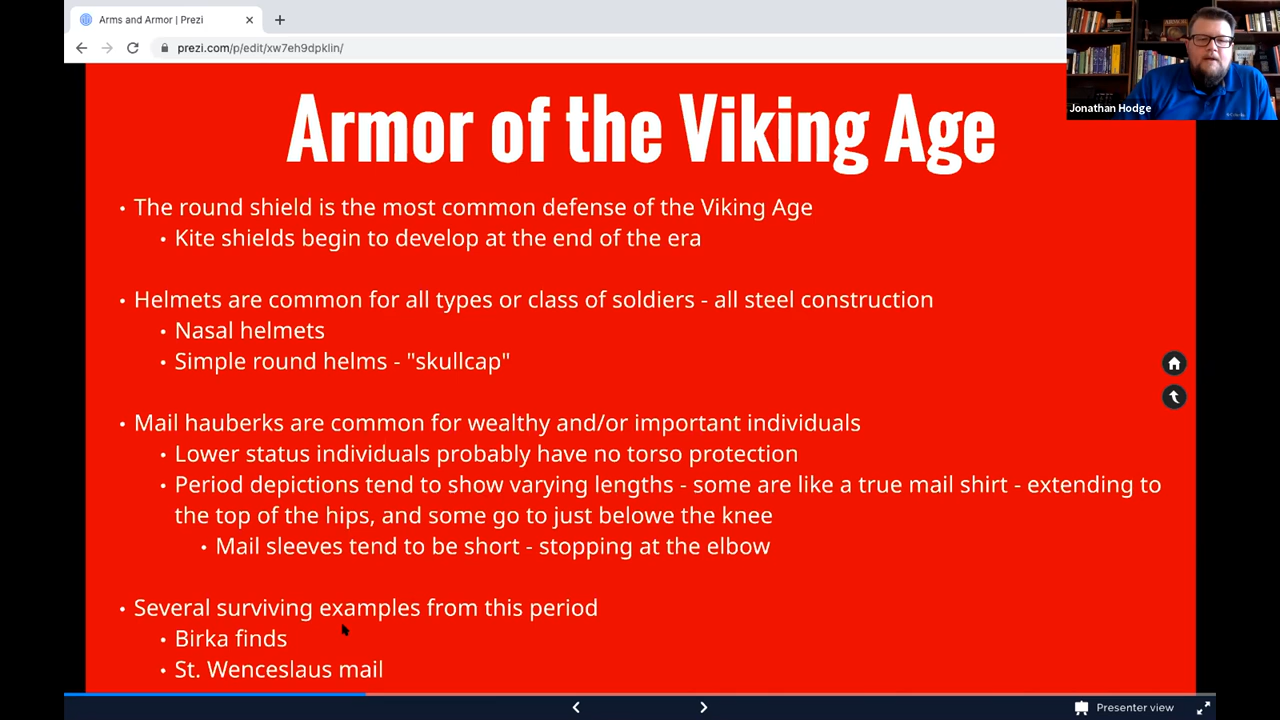 Arms and Armor | Prezi
prezi.com/p/edit/xw7eh9dpklin/
Jonathan Hodge
Armor of the Viking Age
• The round shield is the most common defense of the Viking Age
• Kite shields begin to develop at the end of the era
• Helmets are common for all types or class of soldiers - all steel construction
• Nasal helmets
• Simple round helms - "skullcap"
• Mail hauberks are common for wealthy and/or important individuals
• Lower status individuals probably have no torso protection
• Period depictions tend to show varying lengths - some are like a true mail shirt - extending to
the top of the hips, and some go to just belowe the knee
• Mail sleeves tend to be short - stopping at the elbow
• Several surviving examples from this period
• Birka finds
• St. Wenceslaus mail
Presenter view